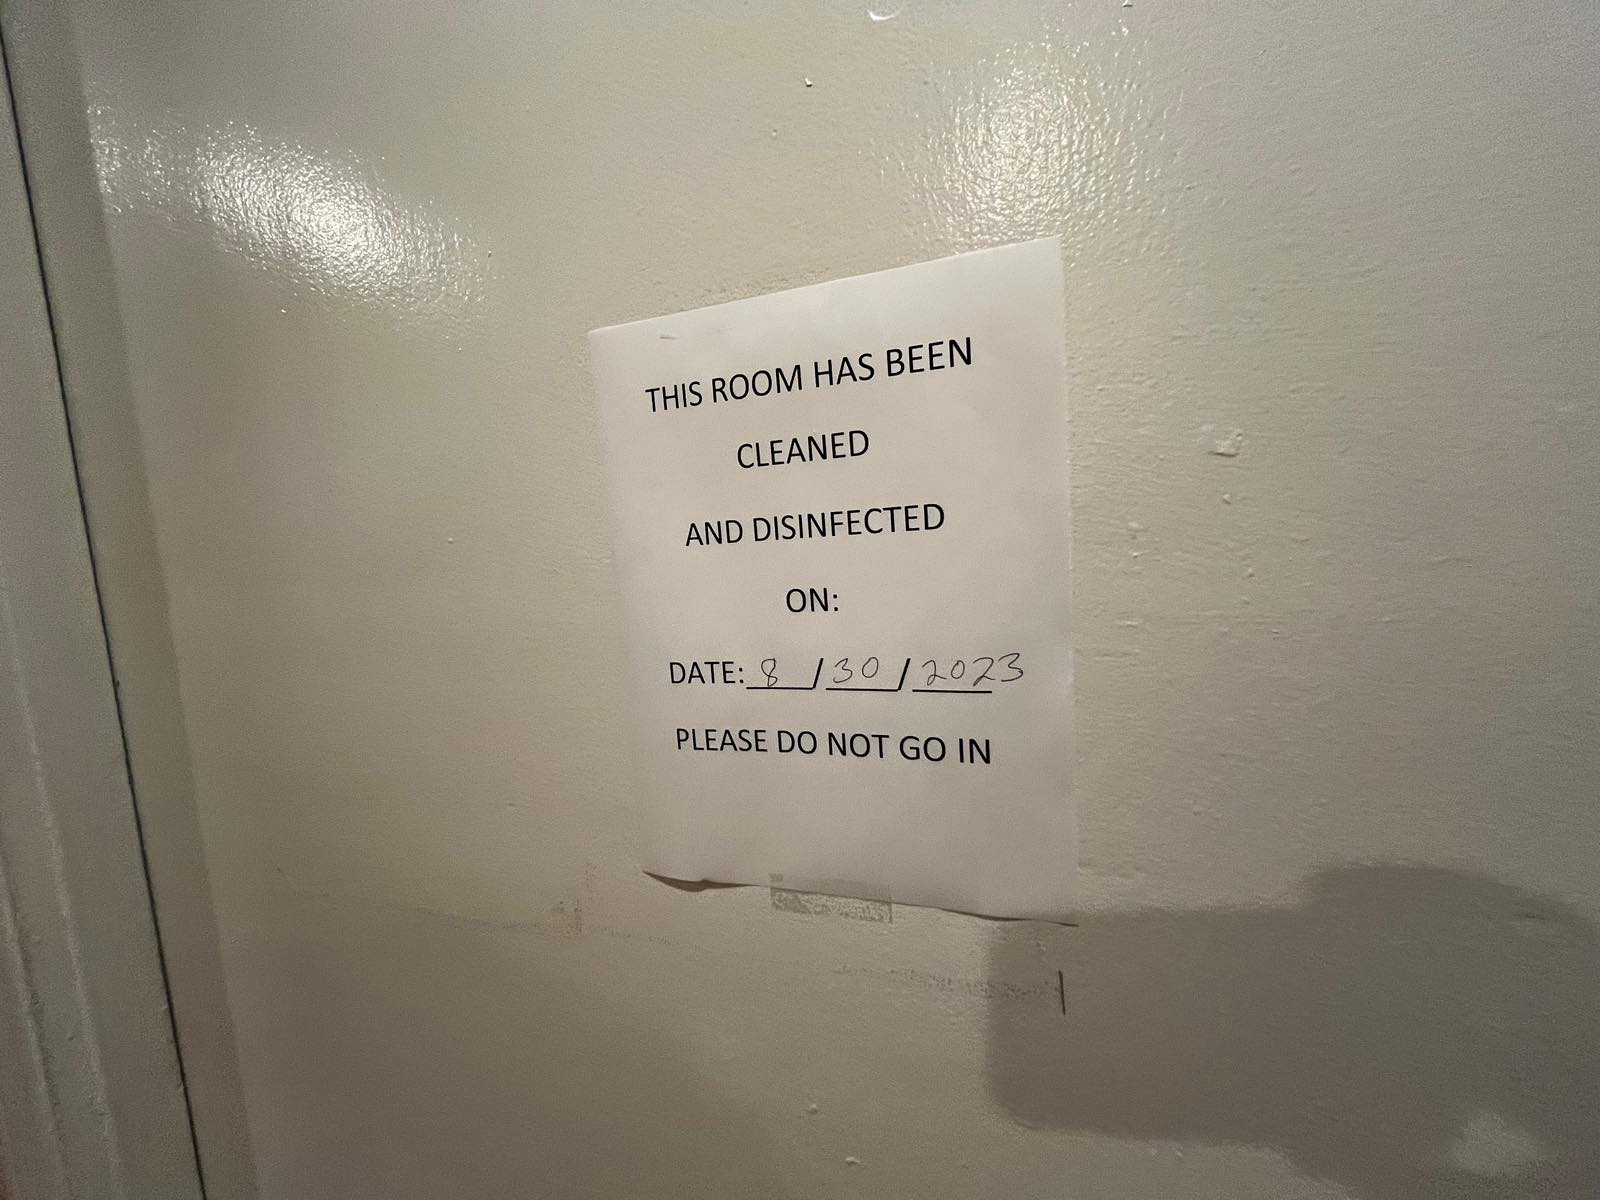 THIS ROOM HAS BEEN
CLEANED
AND DISINFECTED
ON:
DATE: 8 / 30 / 2023
PLEASE DO NOT GO IN